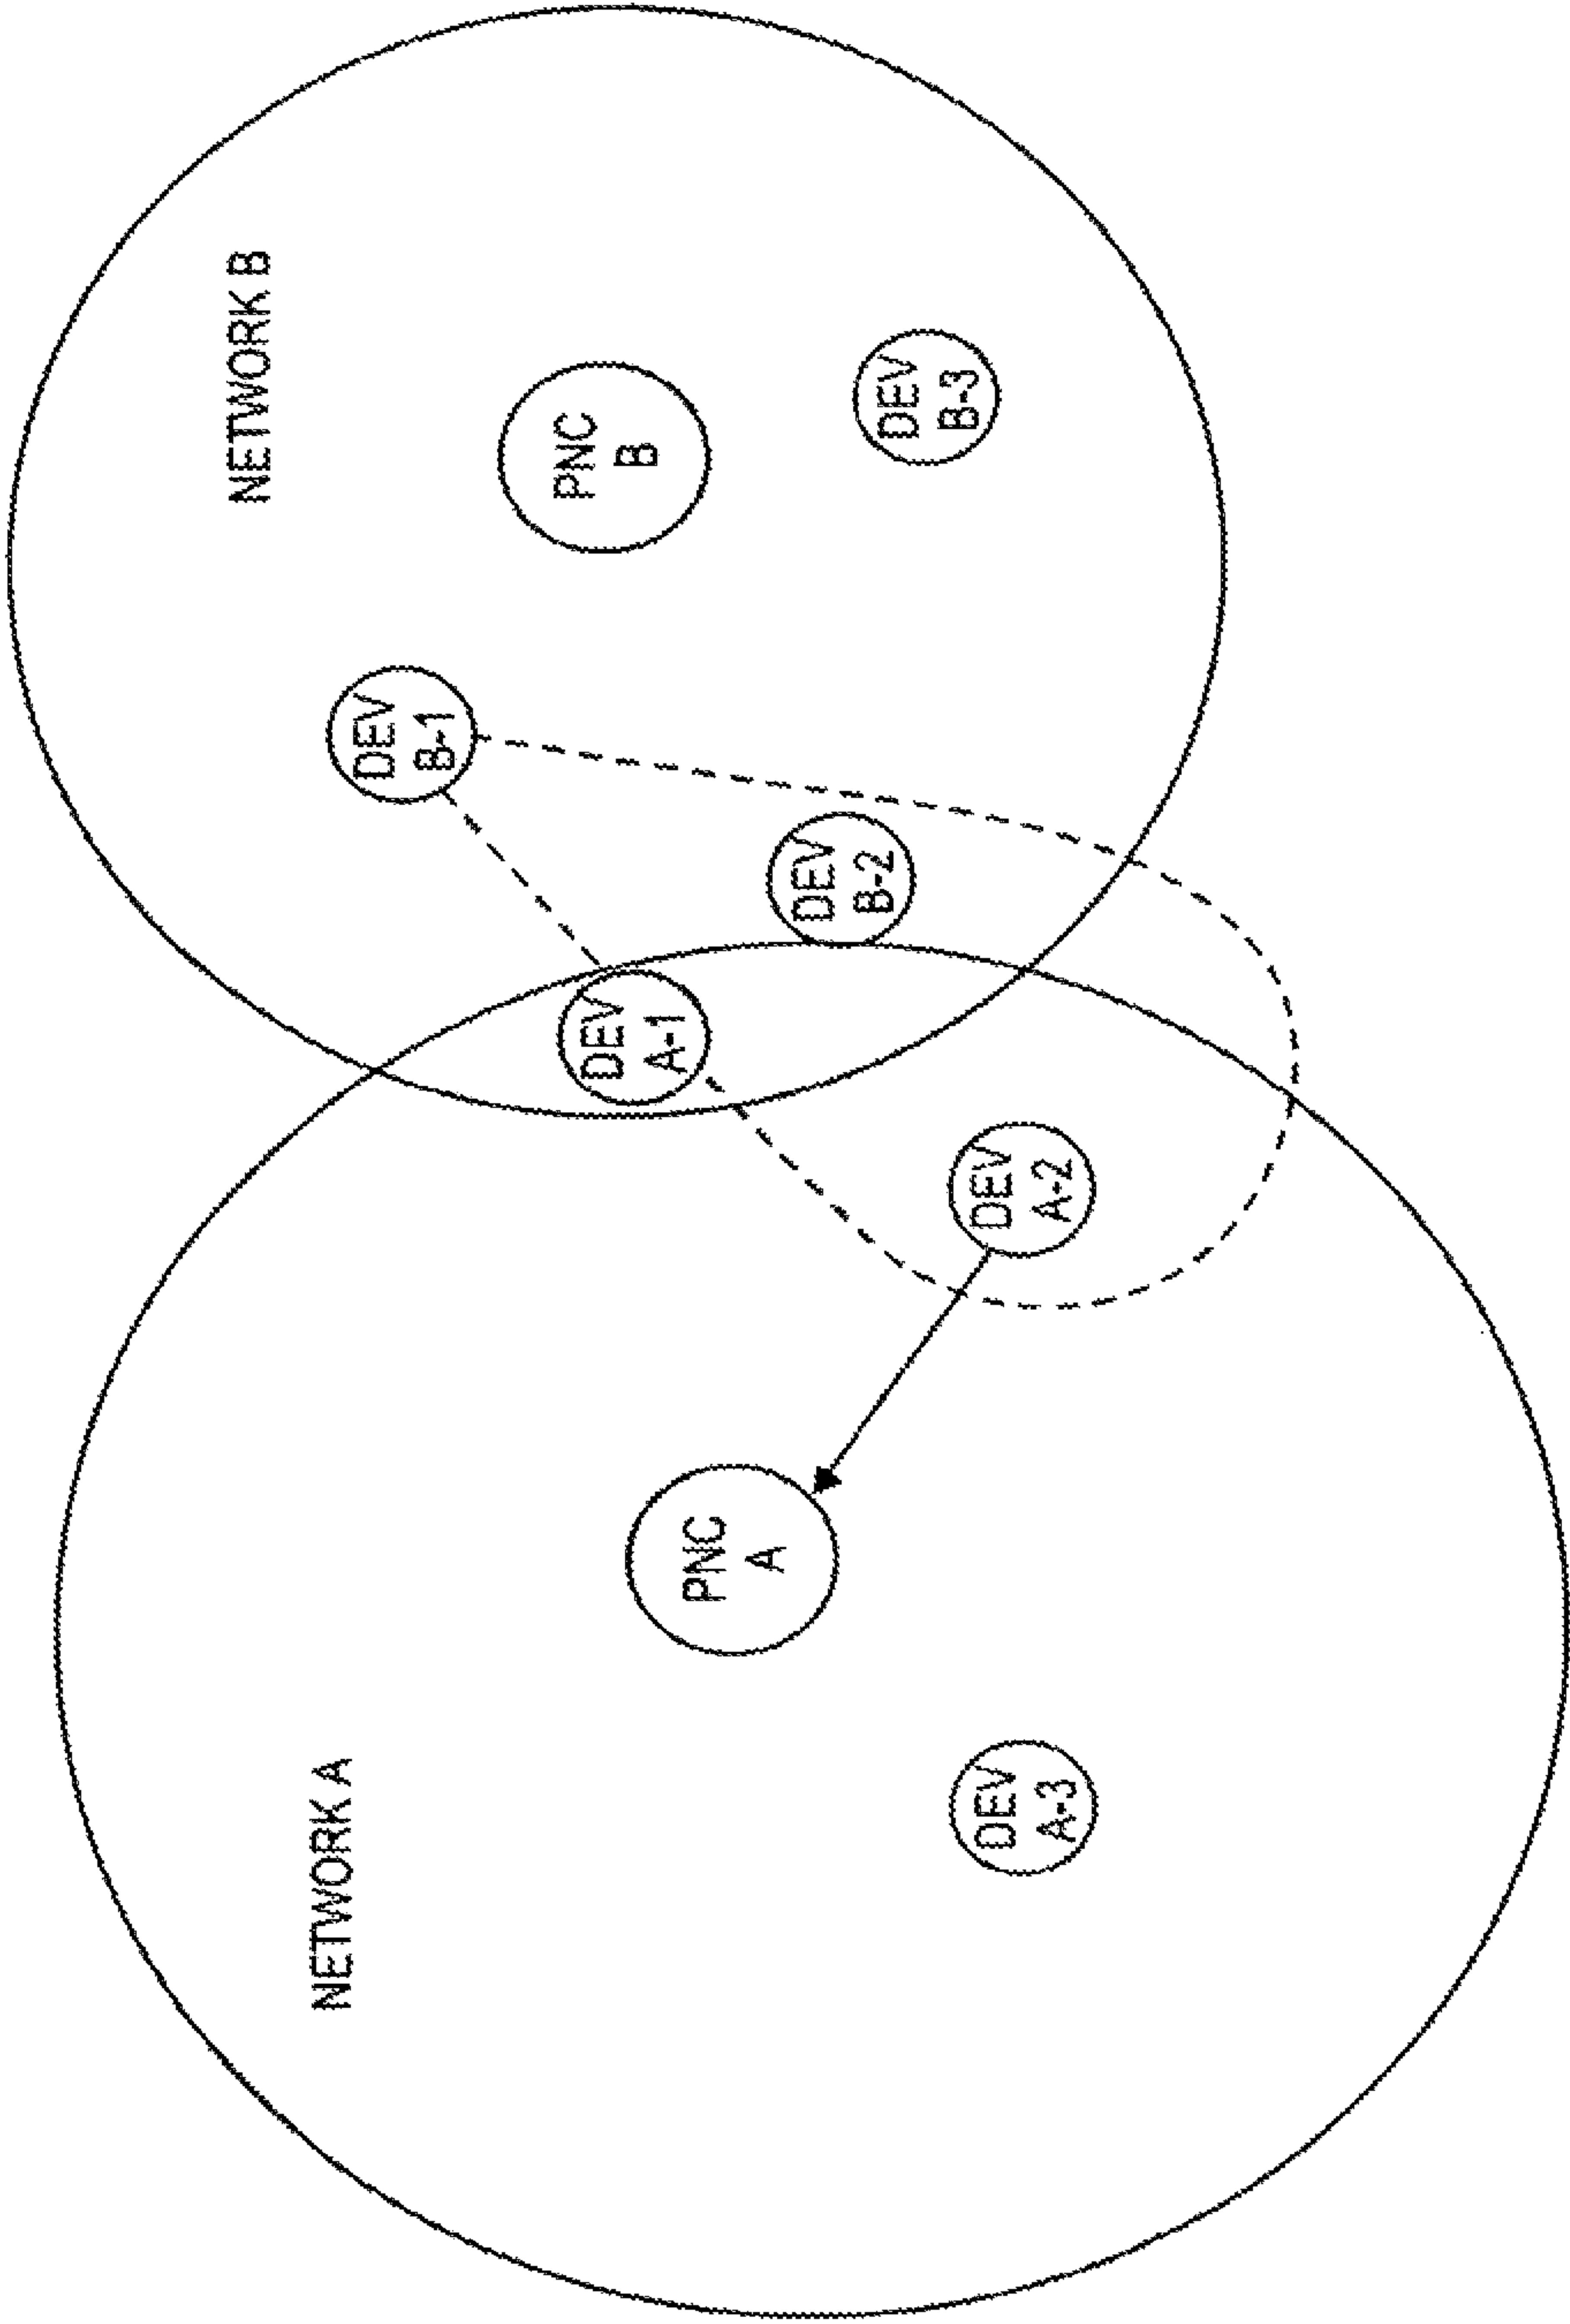 NETWORK A
NETWORK B
PNC
A
PNC
B
DEV
A-1
DEV
A-2
DEV
A-3
DEV
B-1
DEV
B-2
DEV
B-3